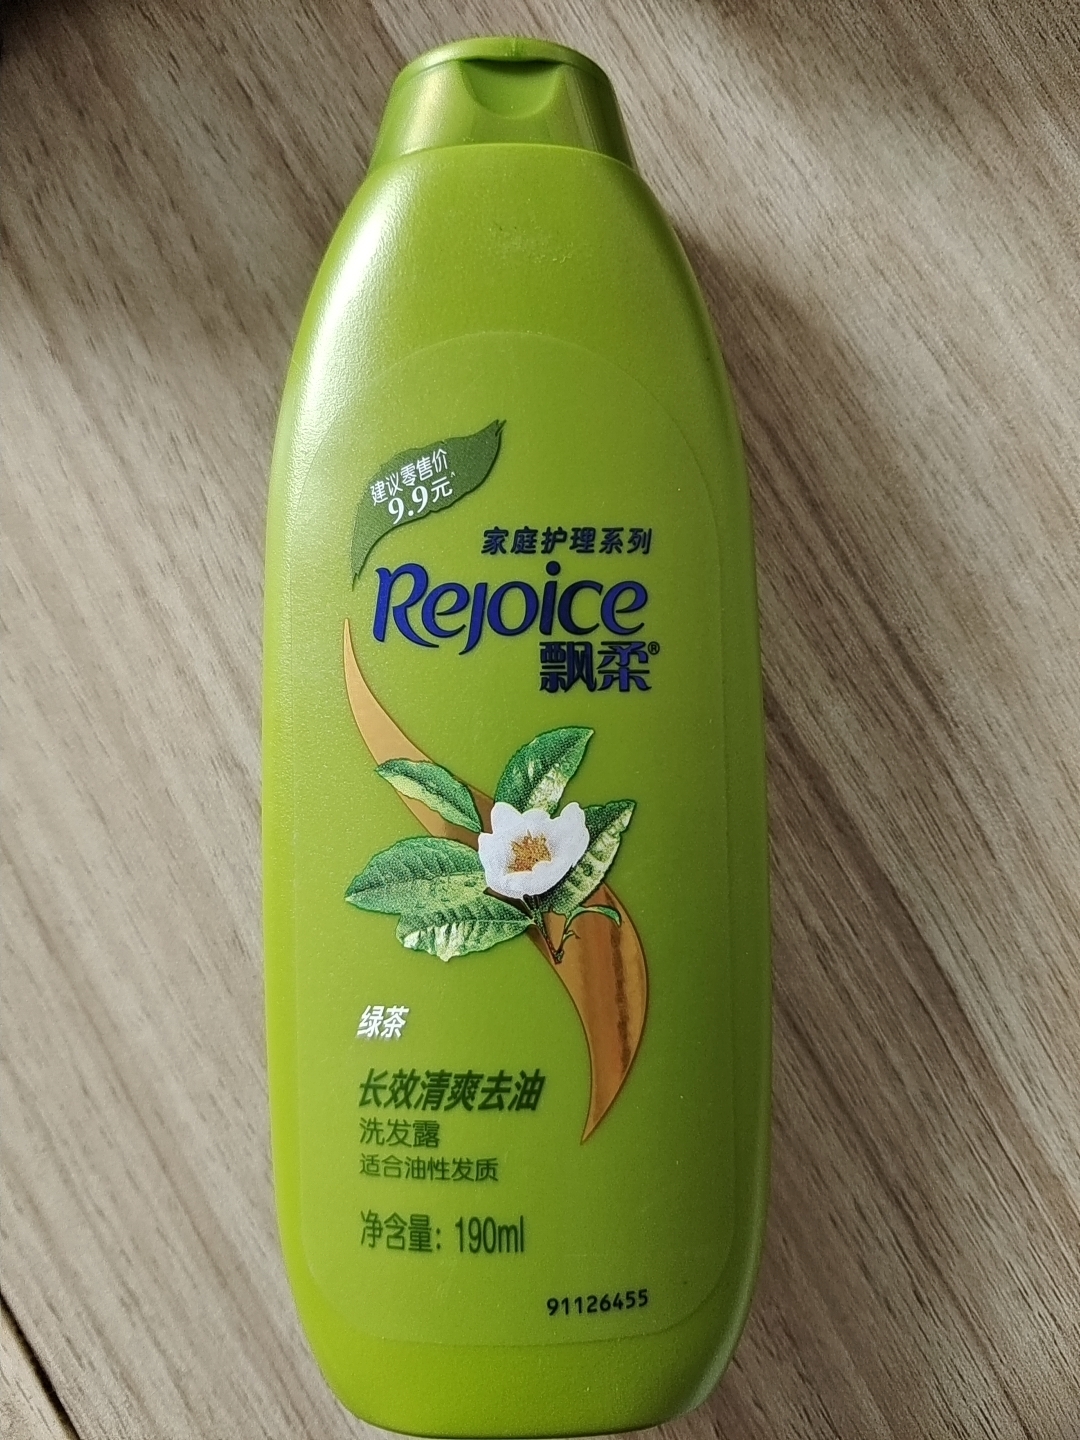 建议零售价
9.9元^
家庭护理系列
Rejoice
飘柔®
绿茶
长效清爽去油
洗发露
适合油性发质
净含量：190ml
91126455